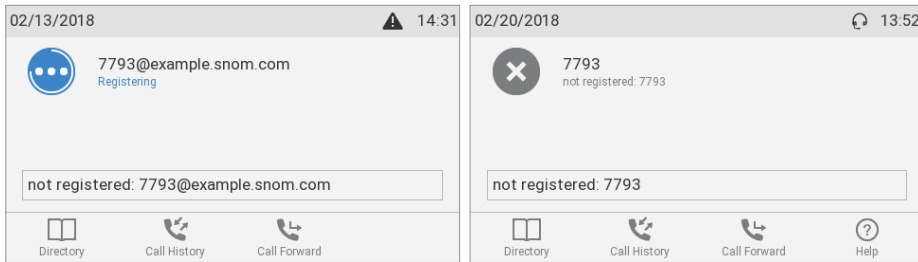 02/13/2018 14:31
7793@example.snom.com
Registering
not registered: 7793@example.snom.com
Directory Call History Call Forward
02/20/2018 13:52
7793
not registered: 7793
not registered: 7793
Directory Call History Call Forward Help